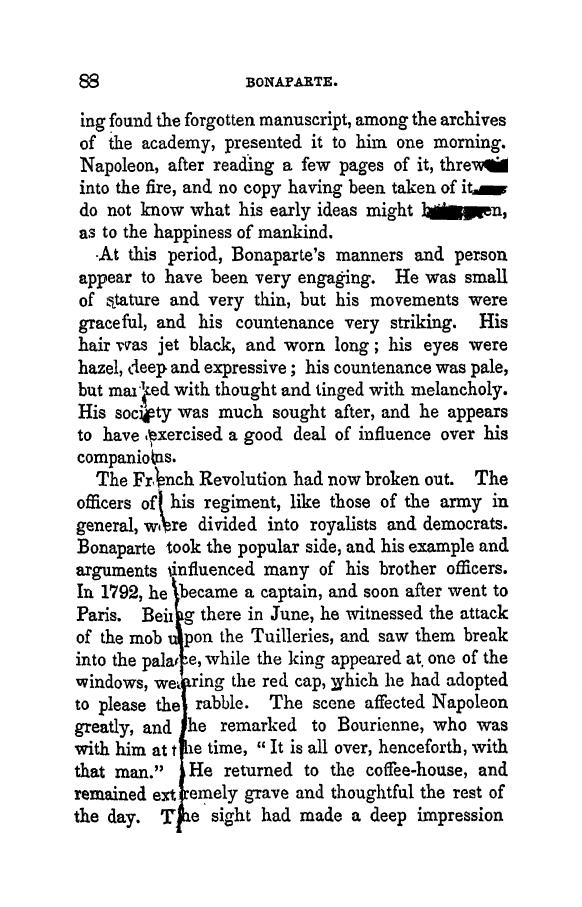 88 BONAPARTE.
ing found the forgotten manuscript, among the archives
of the academy, presented it to him one morning.
Napoleon, after reading a few pages of it, threw
into the fire, and no copy having been taken of it
do not know what his early ideas might
as to the happiness of mankind.
At this period, Bonaparte's manners and person
appear to have been very engaging. He was small
of stature and very thin, but his movements were
graceful, and his countenance very striking. His
hair was jet black, and worn long; his eyes were
hazel, deep and expressive; his countenance was pale,
but marked with thought and tinged with melancholy.
His society was much sought after, and he appears
to have exercised a good deal of influence over his
companions.
The French Revolution had now broken out. The
officers of his regiment, like those of the army in
general, were divided into royalists and democrats.
Bonaparte took the popular side, and his example and
arguments influenced many of his brother officers.
In 1792, he became a captain, and soon after went to
Paris. Being there in June, he witnessed the attack
of the mob upon the Tuilleries, and saw them break
into the palace, while the king appeared at one of the
windows, wearing the red cap, which he had adopted
to please the rabble. The scene affected Napoleon
greatly, and he remarked to Bourienne, who was
with him at the time, "It is all over, henceforth, with
that man." He returned to the coffee-house, and
remained extremely grave and thoughtful the rest of
the day. The sight had made a deep impression